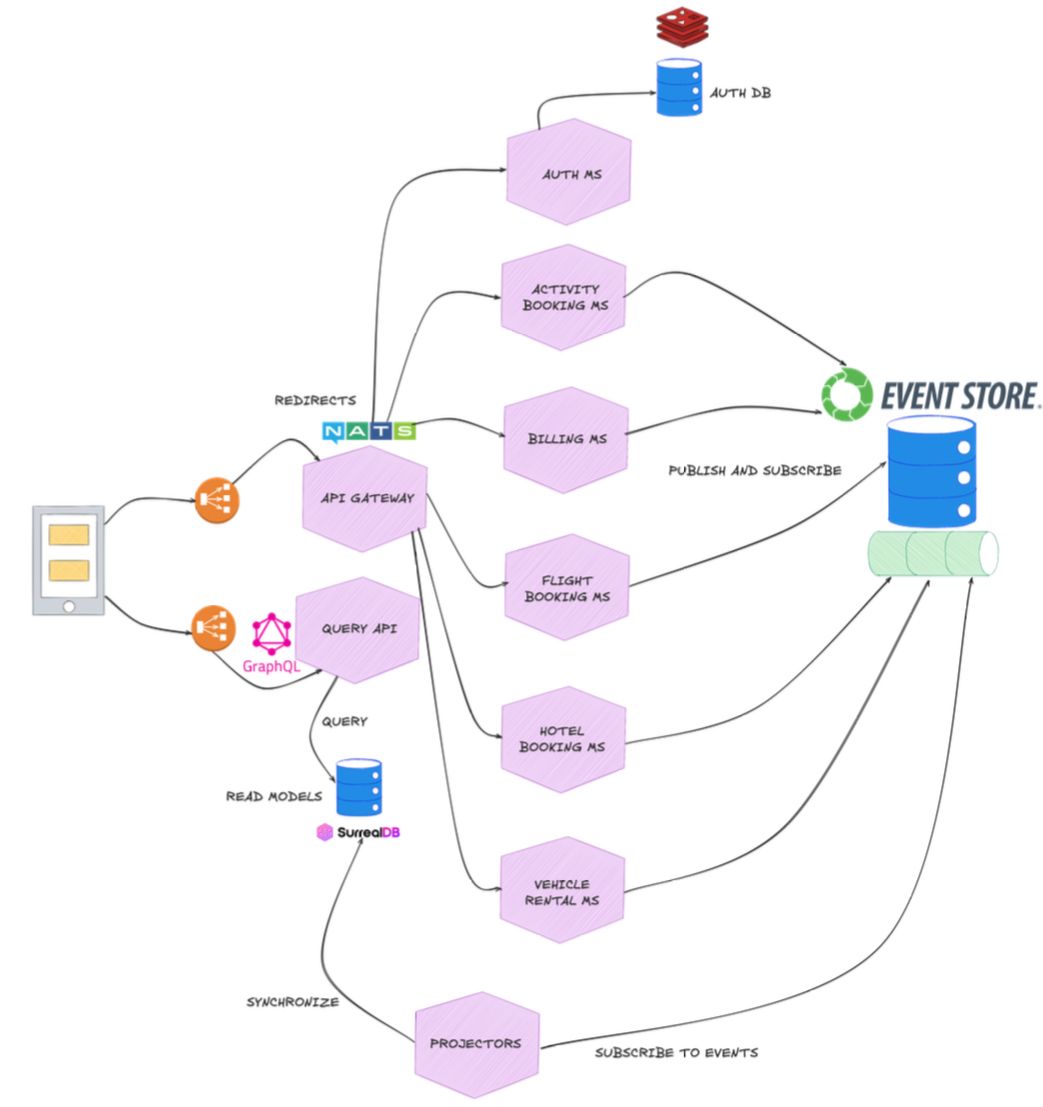 AUTH DB
AUTH MS
ACTIVITY
BOOKING MS
REDIRECTS
NATS
EVENT STORE.
BILLING MS
PUBLISH AND SUBSCRIBE
API GATEWAY
FLIGHT
BOOKING MS
QUERY API
GraphQL
QUERY
HOTEL
BOOKING MS
READ MODELS
SurrealDB
VEHICLE
RENTAL MS
SYNCHRONIZE
PROJECTORS
SUBSCRIBE TO EVENTS